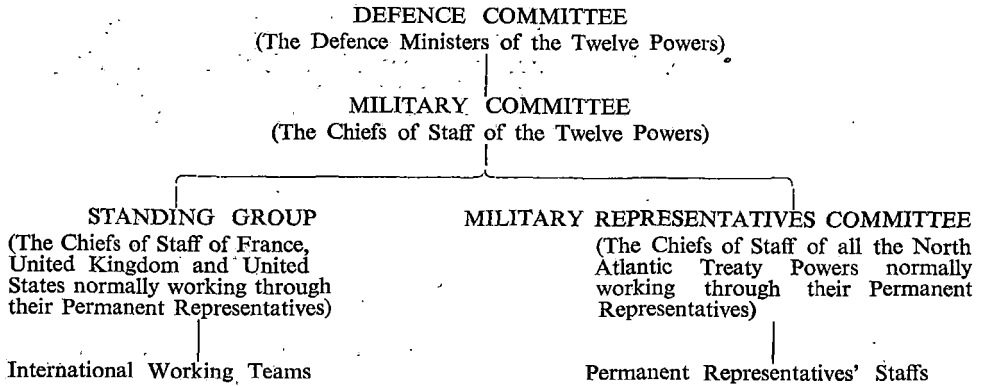 DEFENCE COMMITTEE
(The Defence Ministers of the Twelve Powers)
MILITARY COMMITTEE
(The Chiefs of Staff of the Twelve Powers)
STANDING GROUP
(The Chiefs of Staff of France,
United Kingdom and United
States normally working through
their Permanent Representatives)
International Working Teams
MILITARY REPRESENTATIVES COMMITTEE
(The Chiefs of Staff of all the North
Atlantic Treaty Powers normally
working through their Permanent
Representatives)
Permanent Representatives' Staffs